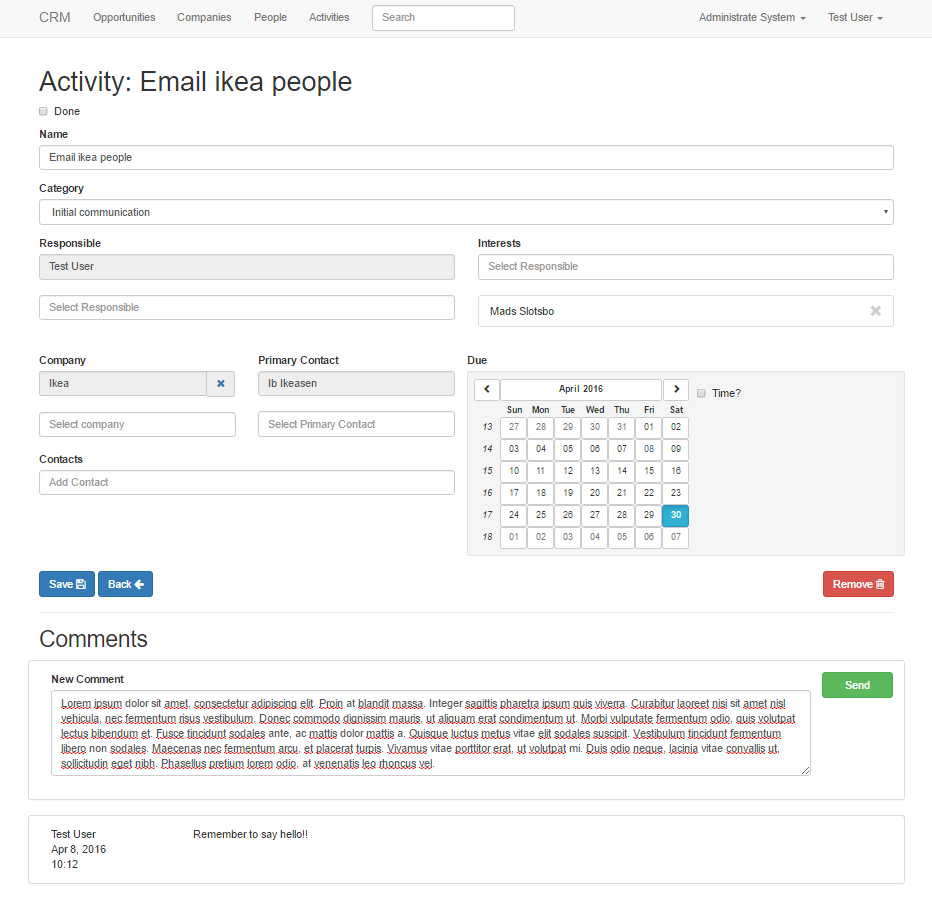 CRM Opportunities Companies People Activities Search Administrate System Test User
Activity: Email ikea people
Done
Name
Email ikea people
Category
Initial communication
Responsible
Test User
Select Responsible
Interests
Select Responsible
Mads Slotsbo
Company
Ikea
Select company
Primary Contact
Ib Ikeasen
Select Primary Contact
Contacts
Add Contact
Due
April 2016
Time?
Sun Mon Tue Wed Thu Fri Sat
13 27 28 29 30 31 01 02
14 03 04 05 06 07 08 09
15 10 11 12 13 14 15 16
16 17 18 19 20 21 22 23
17 24 25 26 27 28 29 30
18 01 02 03 04 05 06 07
Save Back Remove
Comments
New Comment
Lorem ipsum dolor sit amet, consectetur adipiscing elit. Proin at blandit massa. Integer sagittis pharetra ipsum quis viverra. Curabitur laoreet nisi sit amet nisl
vehicula, nec fermentum risus vestibulum. Donec commodo dignissim mauris, ut aliquam erat condimentum ut. Morbi vulputate fermentum odio, quis volutpat
lectus bibendum et. Fusce tincidunt sodales ante, ac mattis dolor mattis a. Quisque luctus metus vitae elit sodales suscipit. Vestibulum tincidunt fermentum
libero non sodales. Maecenas nec fermentum arcu, et placerat turpis. Vivamus vitae porttitor erat, ut volutpat mi. Duis odio neque, lacinia vitae convallis ut,
sollicitudin eget nibh. Phasellus pretium lorem odio, at venenatis leo rhoncus vel.
Send
Test User
Apr 8, 2016
10:12
Remember to say hello!!